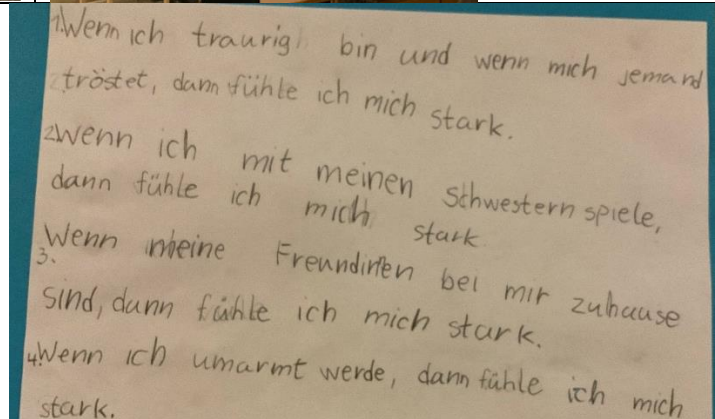 1. Wenn ich traurig bin und wenn mich jemand
tröstet, dann fühle ich mich stark.
2. Wenn ich mit meinen Schwestern spiele,
dann fühle ich mich stark.
3. Wenn meine Freundinnen bei mir zuhause
sind, dann fühle ich mich stark.
4. Wenn ich umarmt werde, dann fühle ich mich
stark.